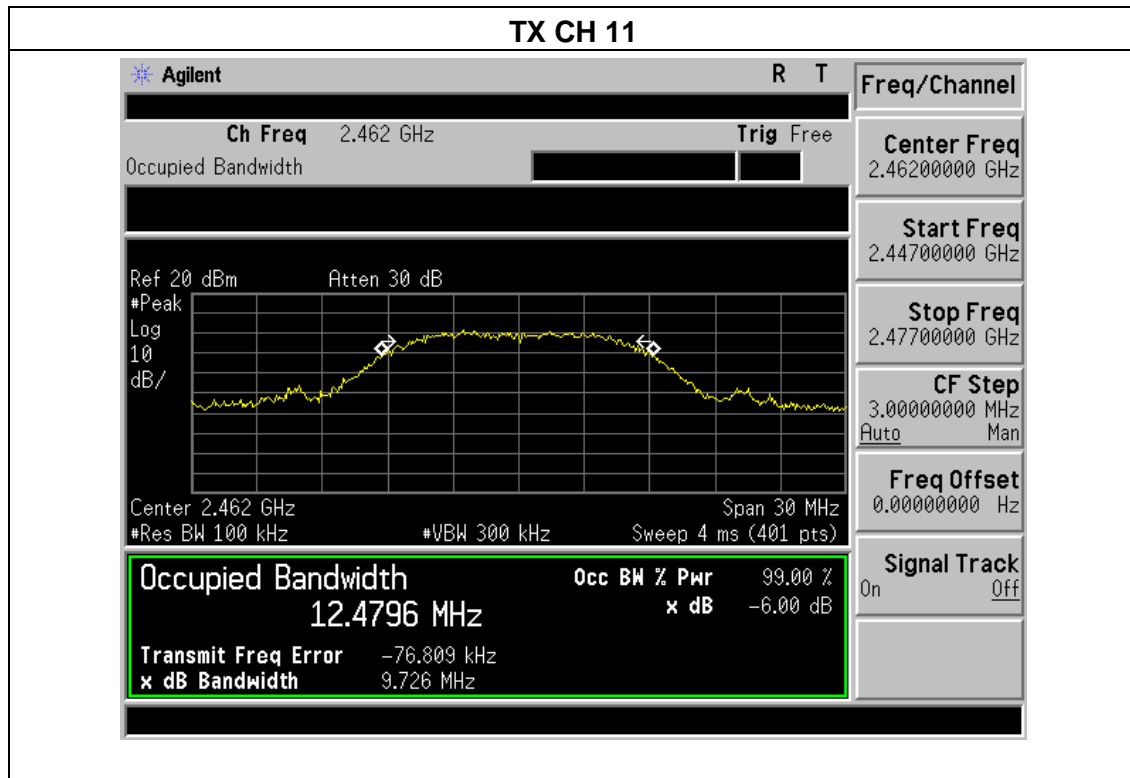 TX CH 11
Agilent R T
Ch Freq 2.462 GHz Trig Free
Occupied Bandwidth
Ref 20 dBm Atten 30 dB
#Peak
Log
10
dB/
Center 2.462 GHz Span 30 MHz
#Res BW 100 kHz #VBW 300 kHz Sweep 4 ms (401 pts)
Occupied Bandwidth Occ BW % Pwr 99.00 %
12.4796 MHz x dB -6.00 dB
Transmit Freq Error -76.809 kHz
x dB Bandwidth 9.726 MHz
Freq/Channel
Center Freq
2.46200000 GHz
Start Freq
2.44700000 GHz
Stop Freq
2.47700000 GHz
CF Step
3.00000000 MHz
Auto Man
Freq Offset
0.00000000 Hz
Signal Track
On Off